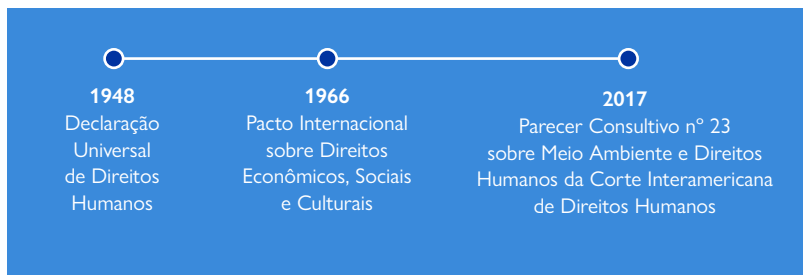 1948
Declaração
Universal
de Direitos
Humanos
1966
Pacto Internacional
sobre Direitos
Econômicos, Sociais
e Culturais
2017
Parecer Consultivo nº 23
sobre Meio Ambiente e Direitos
Humanos da Corte Interamericana
de Direitos Humanos